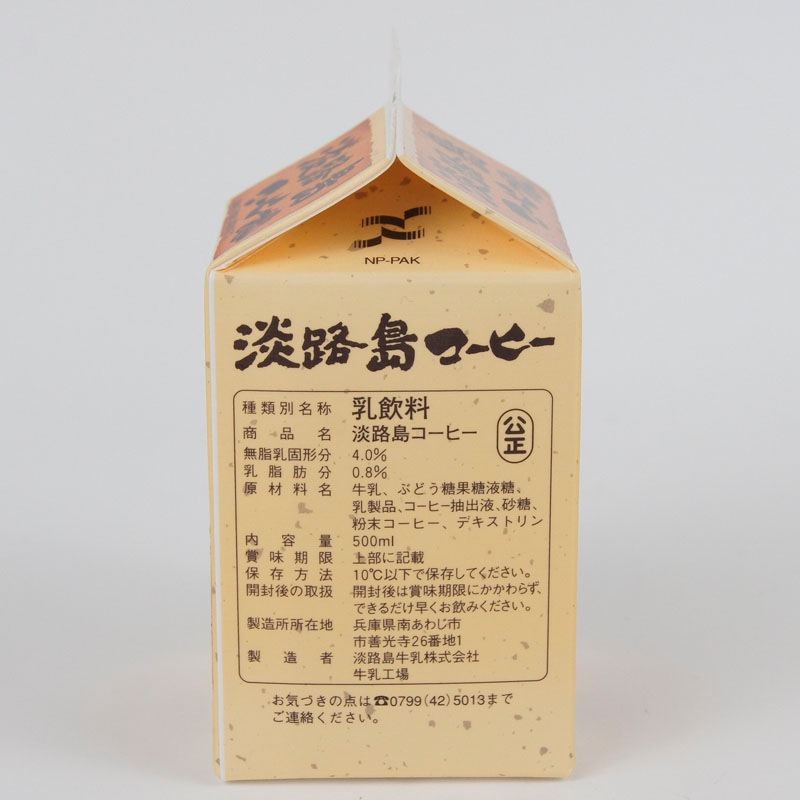 NP-PAK
淡路島コーヒー
種類別名称 乳飲料
商品名 淡路島コーヒー
公正
無脂乳固形分 4.0%
乳脂肪分 0.8%
原材料名 牛乳、ぶどう糖果糖液糖、
乳製品、コーヒー抽出液、砂糖、
粉末コーヒー、デキストリン
内容量 500ml
賞味期限 上部に記載
保存方法 10℃以下で保存してください。
開封後の取扱 開封後は賞味期限にかかわらず、
できるだけ早くお飲みください。
製造所所在地 兵庫県南あわじ市
市善光寺26番地1
製造者 淡路島牛乳株式会社
牛乳工場
お気づきの点は☎0799(42)5013まで
ご連絡ください。